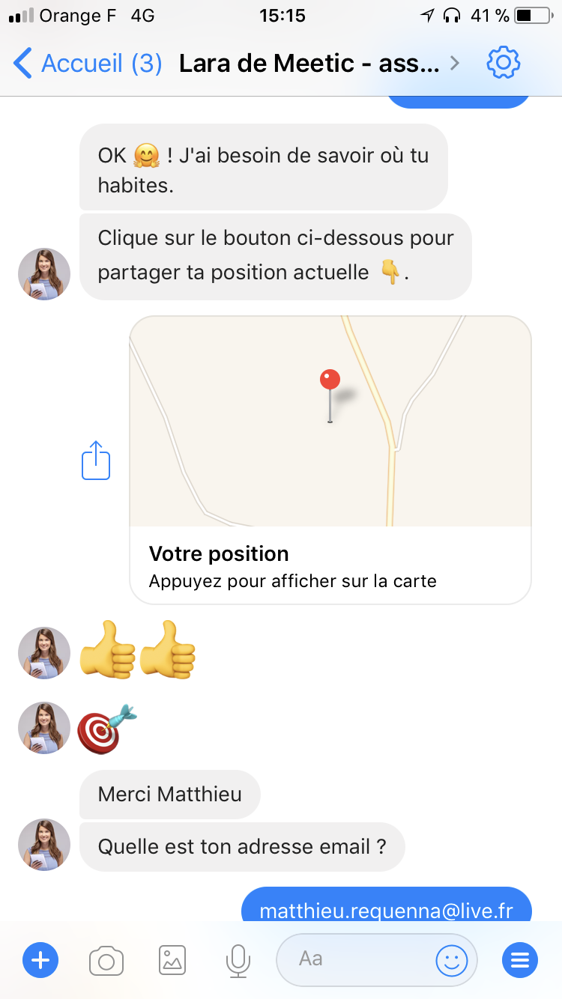 Orange F 4G 15:15 41 %
Accueil (3) Lara de Meetic - ass...
OK 🤗 ! J'ai besoin de savoir où tu
habites.
Clique sur le bouton ci-dessous pour
partager ta position actuelle 👇.
Votre position
Appuyez pour afficher sur la carte
Merci Matthieu
Quelle est ton adresse email ?
matthieu.requenna@live.fr
Aa